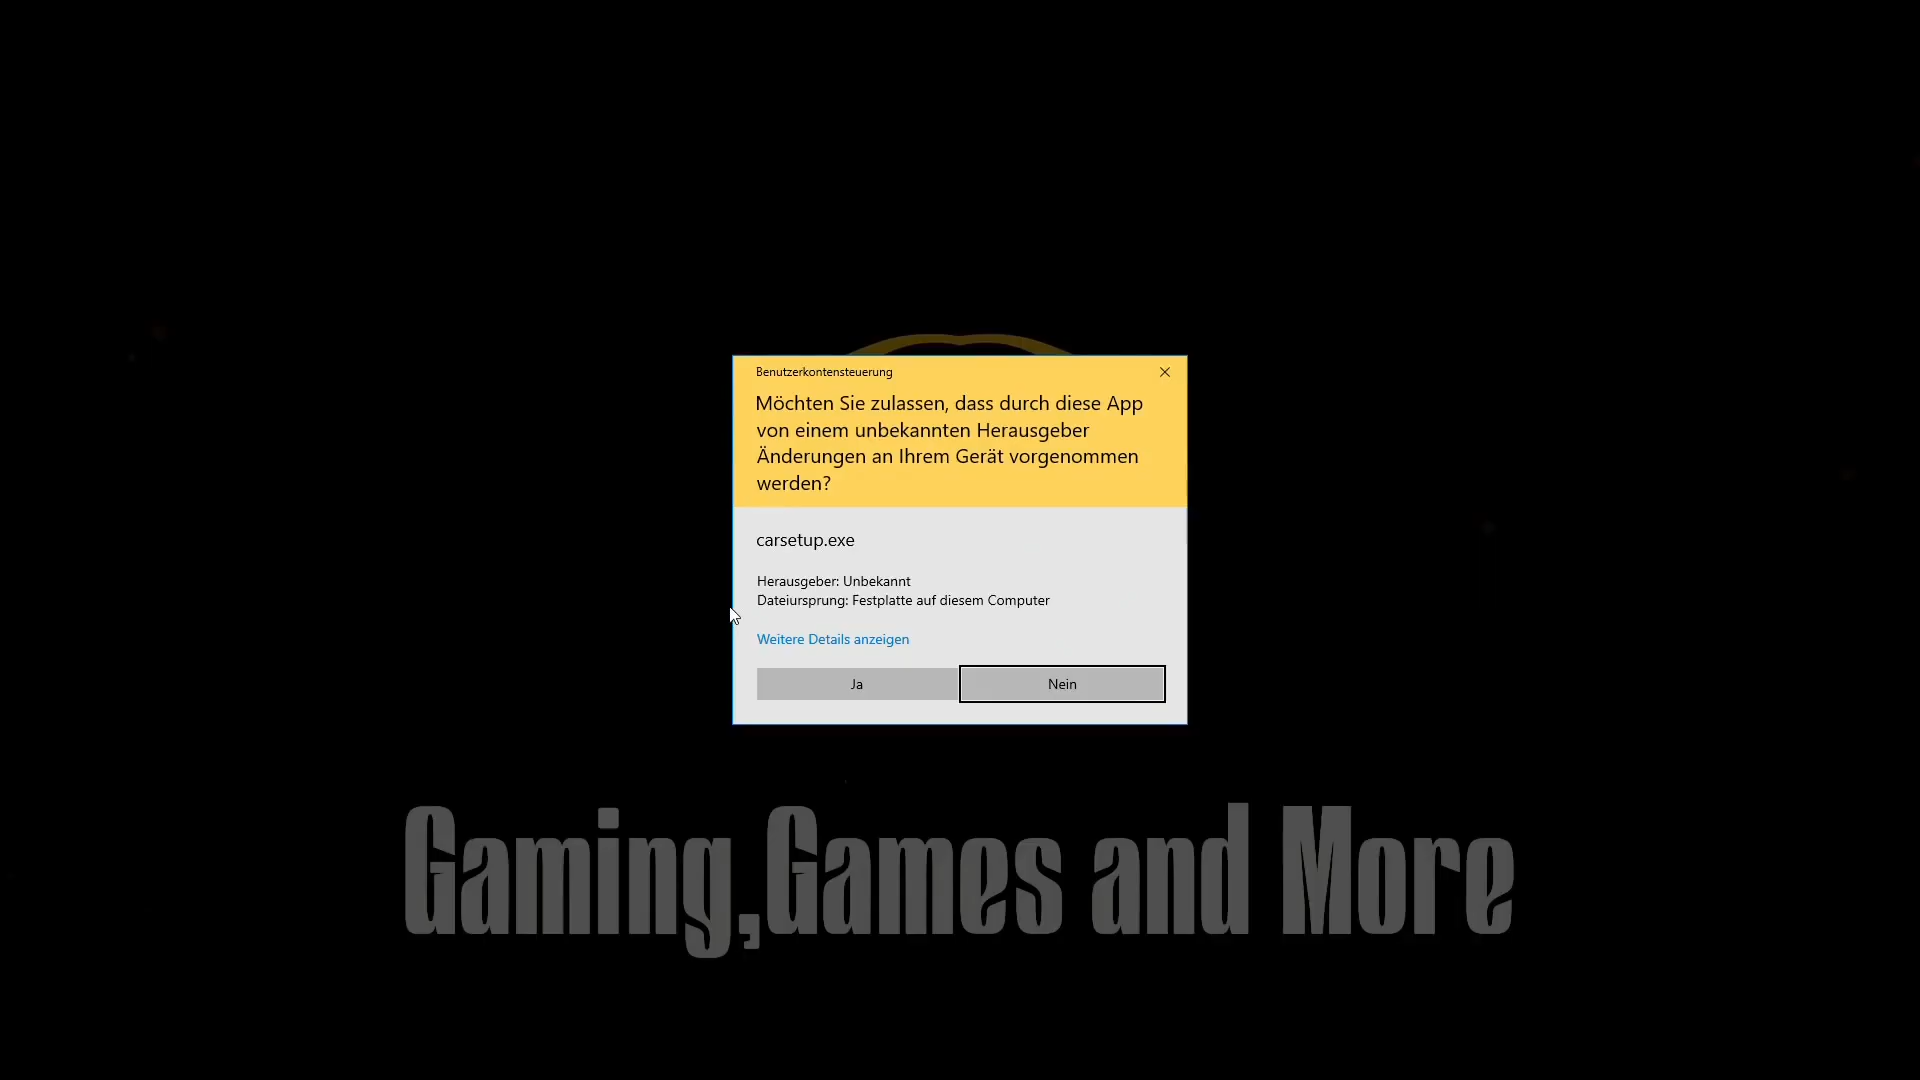 Benutzerkontensteuerung
Möchten Sie zulassen, dass durch diese App
von einem unbekannten Herausgeber
Änderungen an Ihrem Gerät vorgenommen
werden?
carsetup.exe
Herausgeber: Unbekannt
Dateiursprung: Festplatte auf diesem Computer
Weitere Details anzeigen
Ja Nein
Gaming,Games and More